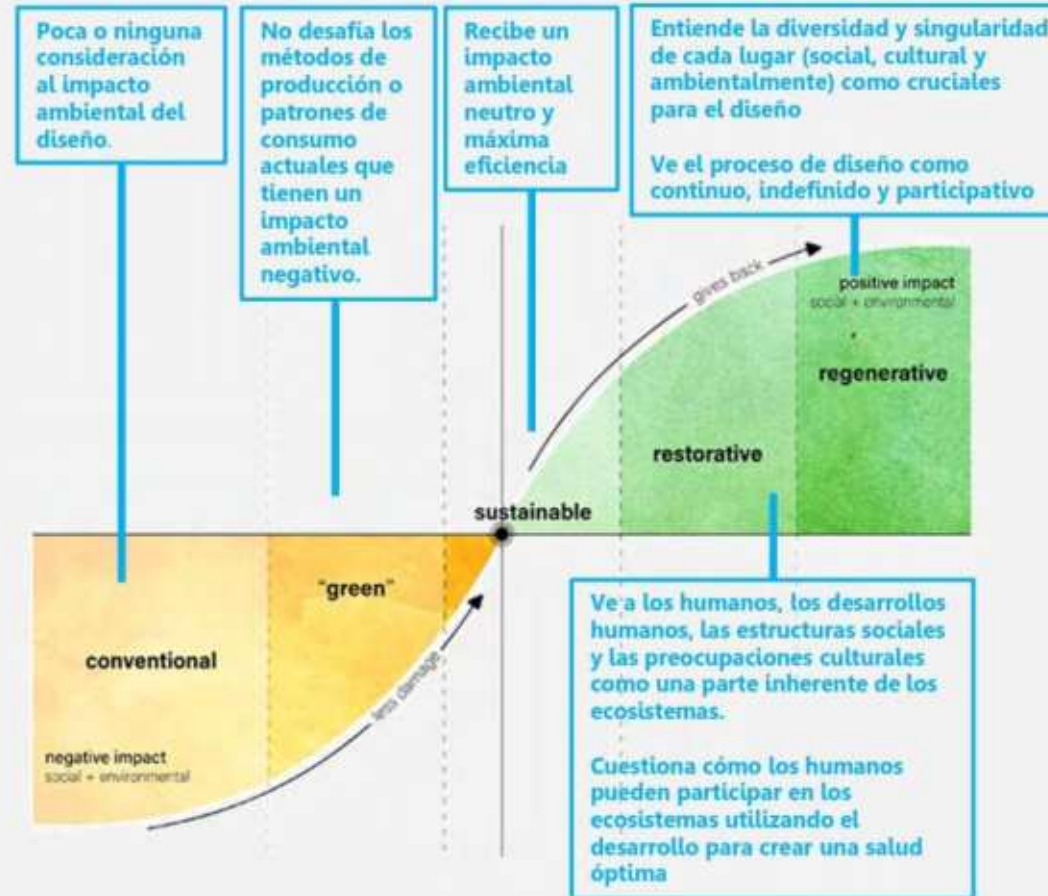 Poca o ninguna
consideración
al impacto
ambiental del
diseño.
No desafía los
métodos de
producción o
patrones de
consumo
actuales que
tienen un
impacto
ambiental
negativo.
Recibe un
impacto
ambiental
neutro y
máxima
eficiencia
Entiende la diversidad y singularidad
de cada lugar (social, cultural y
ambientalmente) como cruciales
para el diseño
Ve el proceso de diseño como
continuo, indefinido y participativo
gives back
positive impact
social + environmental
regenerative
restorative
sustainable
"green"
conventional
less damage
negative impact
social + environmental
Ve a los humanos, los desarrollos
humanos, las estructuras sociales
y las preocupaciones culturales
como una parte inherente de los
ecosistemas.
Cuestiona cómo los humanos
pueden participar en los
ecosistemas utilizando el
desarrollo para crear una salud
óptima